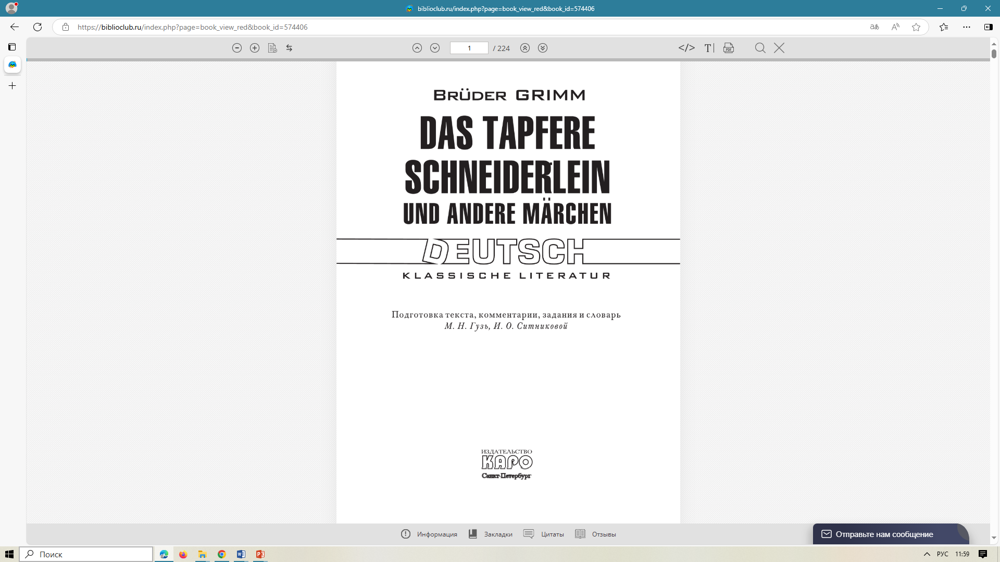 biblioclub.ru/index.php?page=book_view_red&book_id=574406
https://biblioclub.ru/index.php?page=book_view_red&book_id=574406
1 / 224
</> T| PDF
BRÜDER GRIMM
DAS TAPFERE
SCHNEIDERLEIN
UND ANDERE MÄRCHEN
DEUTSCH
KLASSISCHE LITERATUR
Подготовка текста, комментарии, задания и словарь
М. Н. Гузь, И. О. Ситниковой
ИЗДАТЕЛЬСТВО
КАРО
Санкт-Петербург
Информация Закладки Цитаты Отзывы
Отправьте нам сообщение
Поиск
РУС 11:59